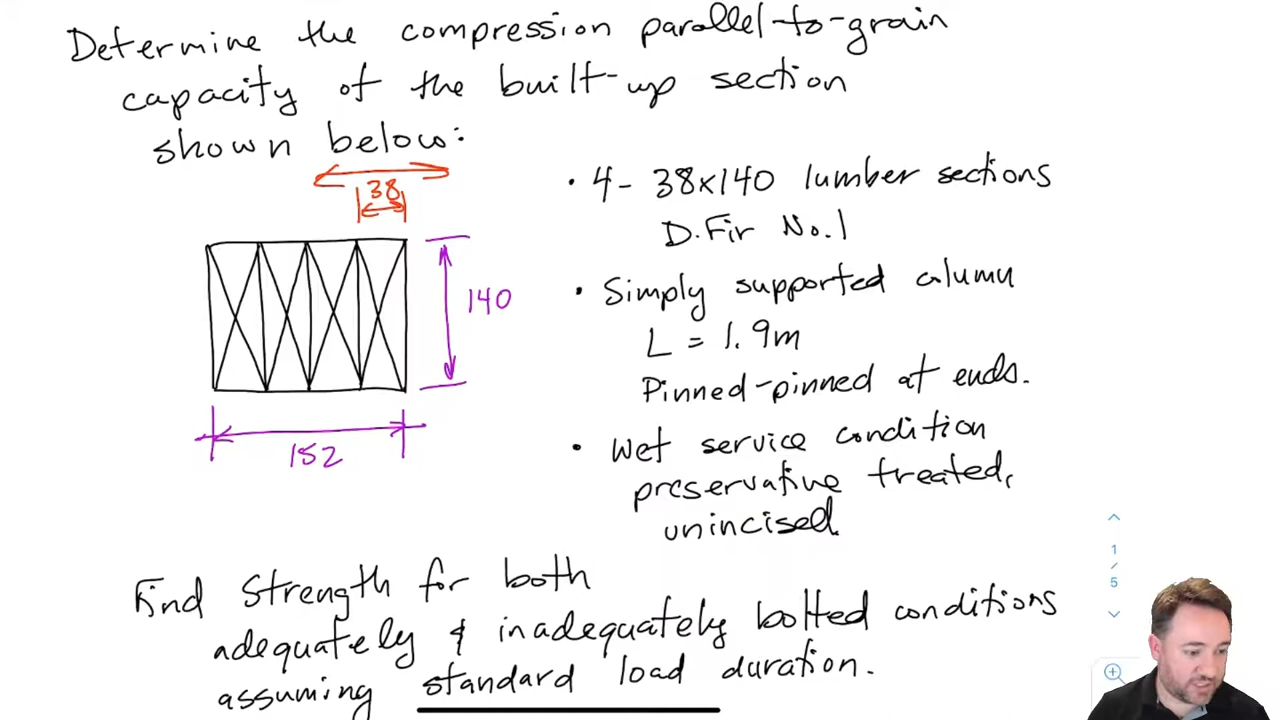 Determine the compression parallel-to-grain
capacity of the built-up section
shown below:
38
140
152
• 4- 38x140 lumber sections
D.Fir No.1
• Simply supported column
L = 1.9m
Pinned-pinned at ends.
• Wet service condition
preservative treated,
unincised.
Find strength for both
adequately & inadequately bolted conditions
assuming standard load duration.
1
/
5